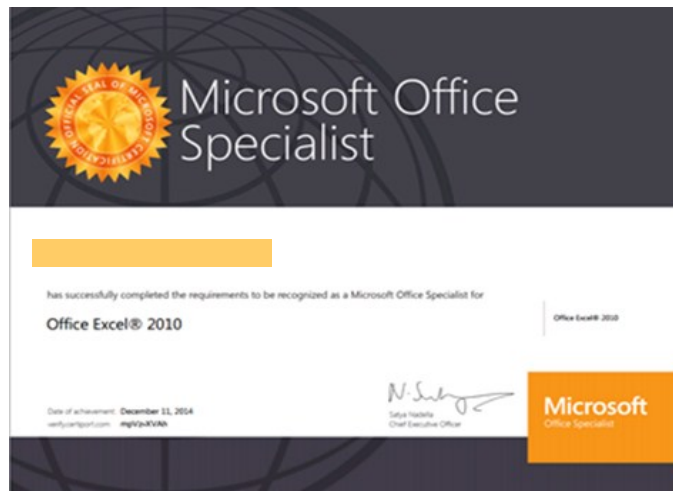 OFFICIAL SEAL OF MICROSOFT CERTIFICATION
Microsoft Office
Specialist
has successfully completed the requirements to be recognized as a Microsoft Office Specialist for
Office Excel® 2010
Office Excel® 2010
Date of achievement: December 11, 2014
verify.certiport.com
Satya Nadella
Chief Executive Officer
Microsoft
Office Specialist